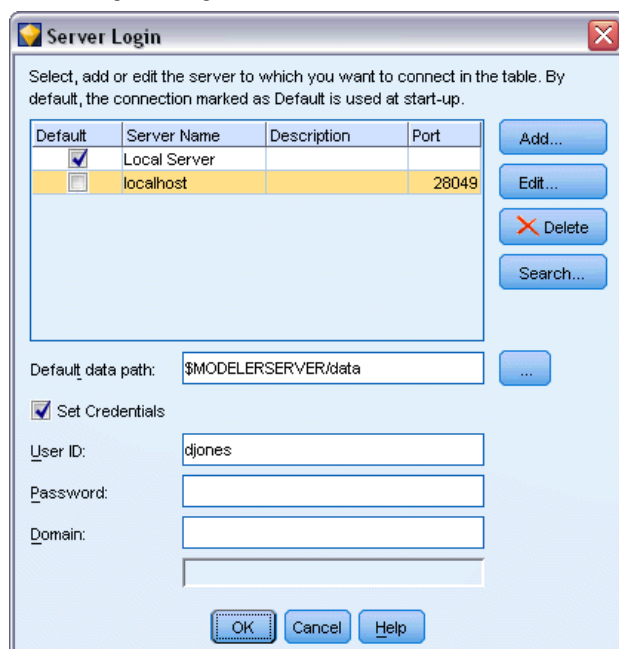 Server Login
Select, add or edit the server to which you want to connect in the table. By
default, the connection marked as Default is used at start-up.
Default Server Name Description Port
Local Server
localhost 28049
Add...
Edit...
Delete
Search...
Default data path: $MODELERSERVER/data ...
Set Credentials
User ID: djones
Password:
Domain:
OK Cancel Help